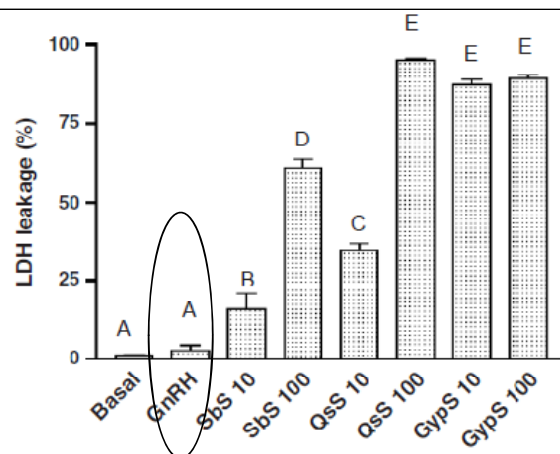 E
E
E
100
D
75
C
50
B
25
A
A
0
LDH leakage (%)
Basal
GnRH
SbS 10
SbS 100
QsS 10
QsS 100
GypS 10
GypS 100